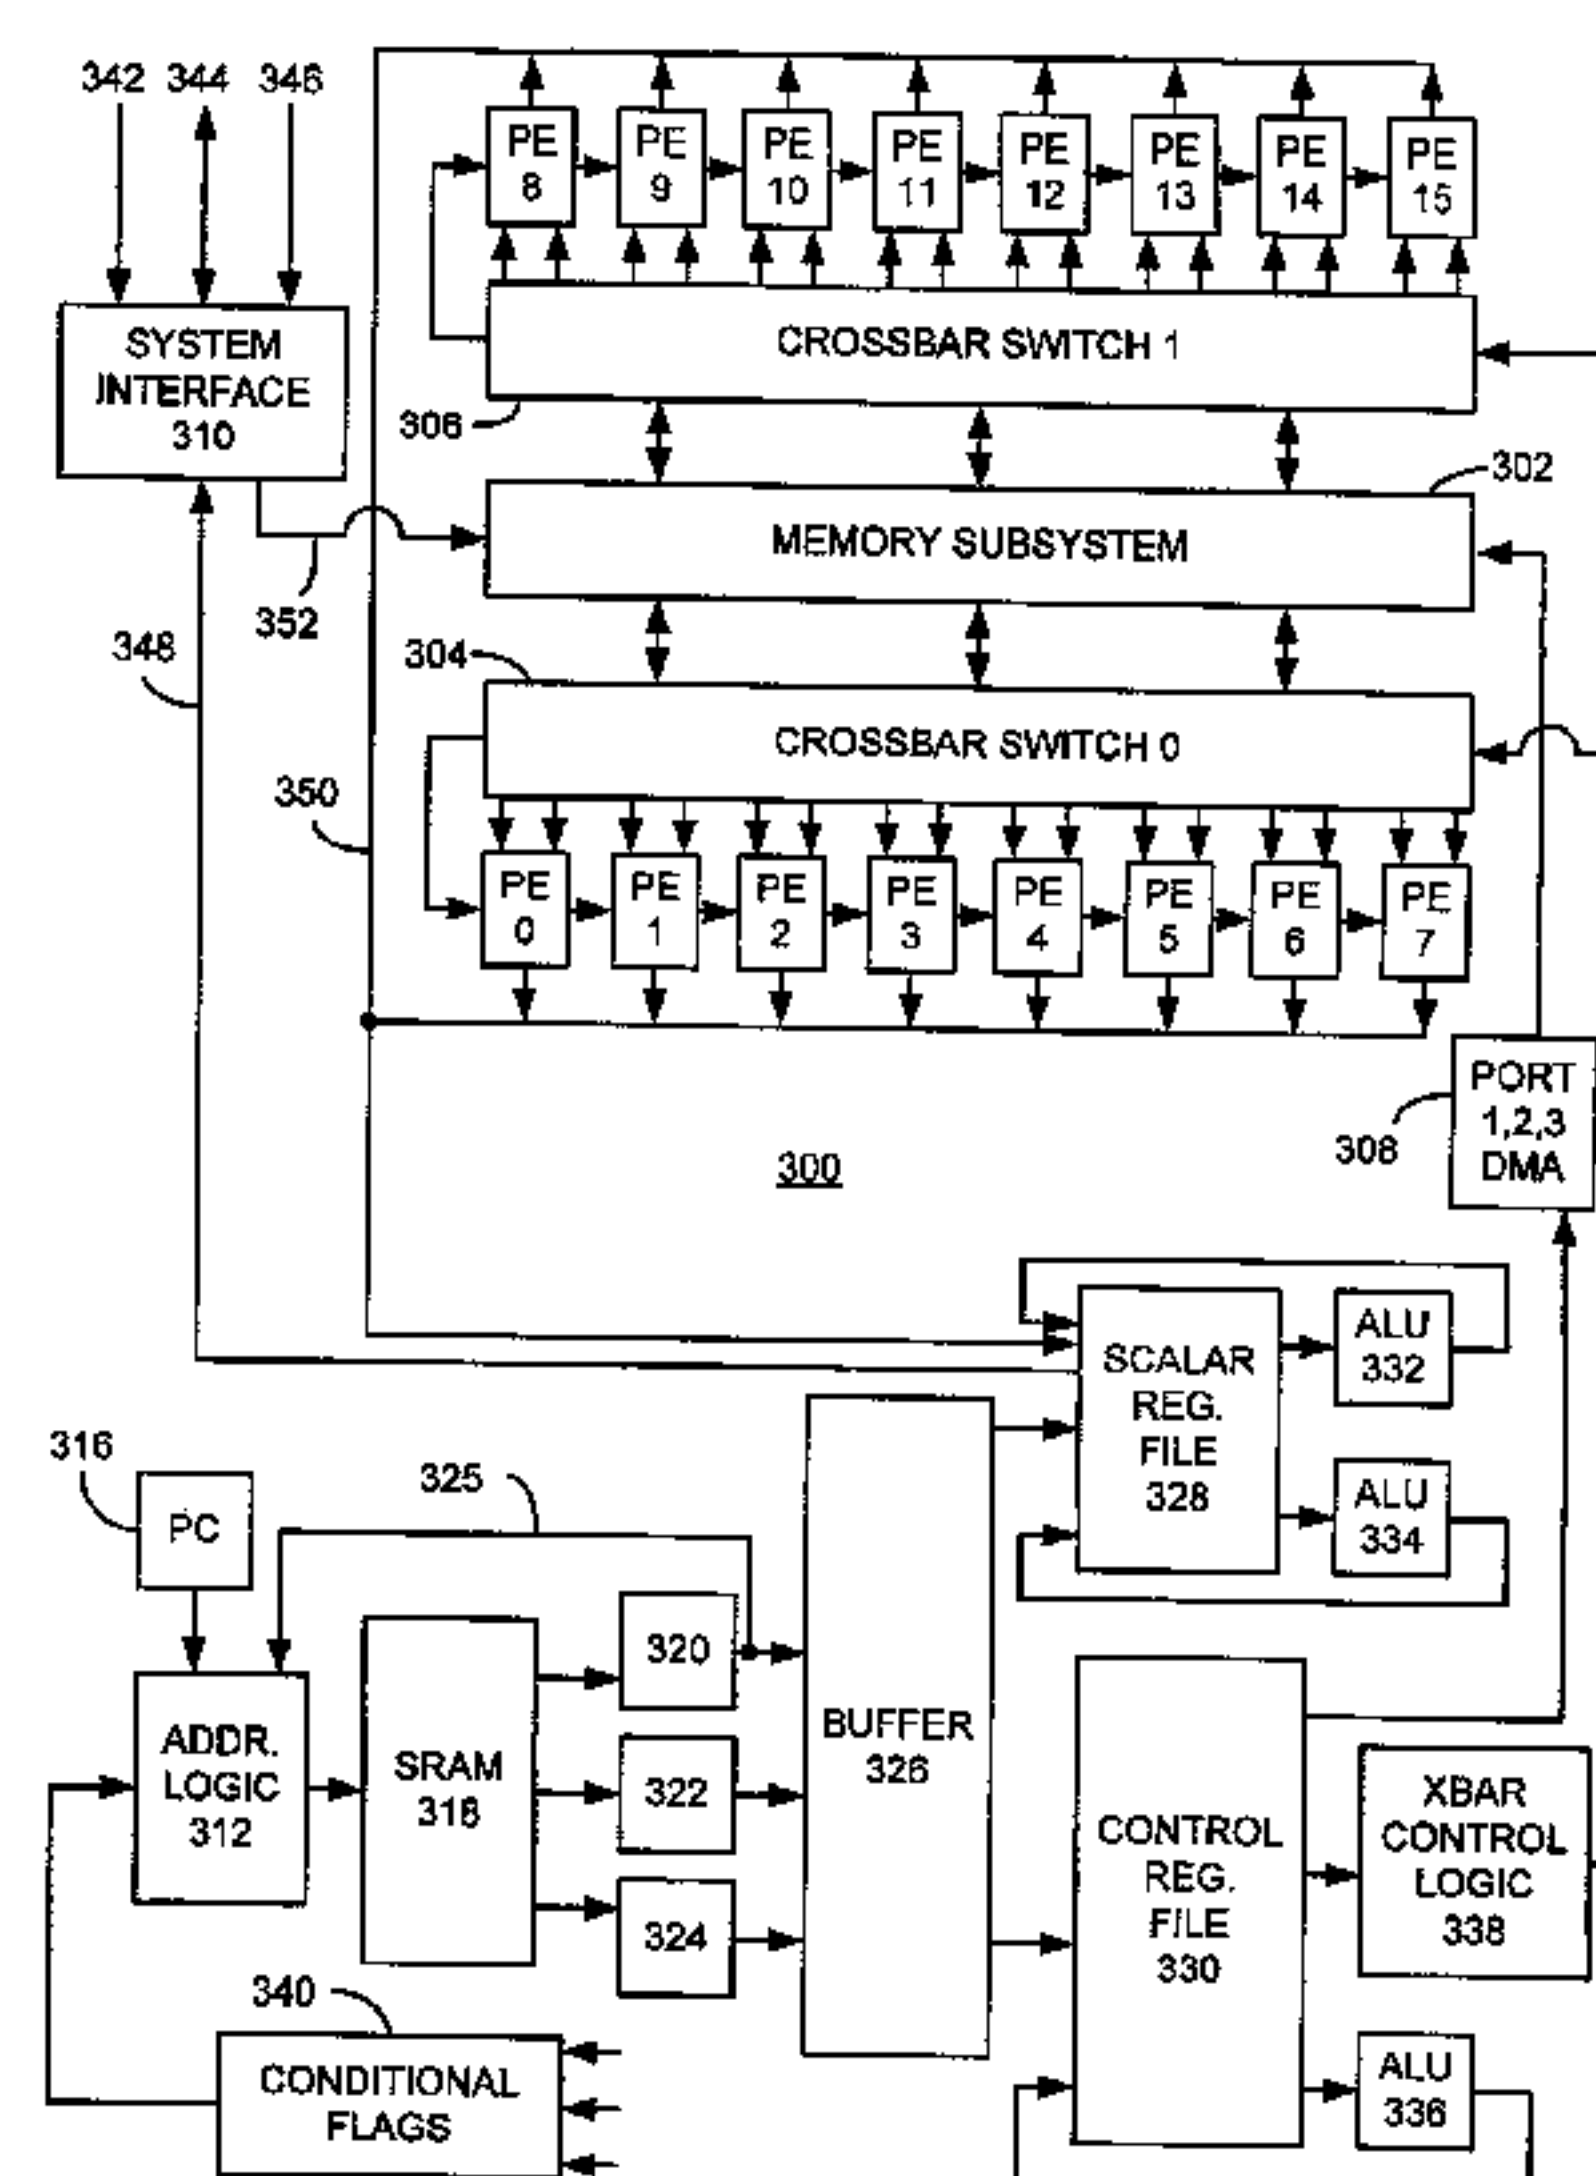 342 344 346
PE 8
PE 9
PE 10
PE 11
PE 12
PE 13
PE 14
PE 15
SYSTEM
INTERFACE
310
CROSSBAR SWITCH 1
306
302
MEMORY SUBSYSTEM
352
348
304
CROSSBAR SWITCH 0
350
PE 0
PE 1
PE 2
PE 3
PE 4
PE 5
PE 6
PE 7
PORT
1,2,3
DMA
308
300
SCALAR
REG.
FILE
328
ALU
332
ALU
334
316
PC
325
320
322
324
ADDR.
LOGIC
312
SRAM
318
BUFFER
326
CONTROL
REG.
FILE
330
XBAR
CONTROL
LOGIC
338
340
CONDITIONAL
FLAGS
ALU
336